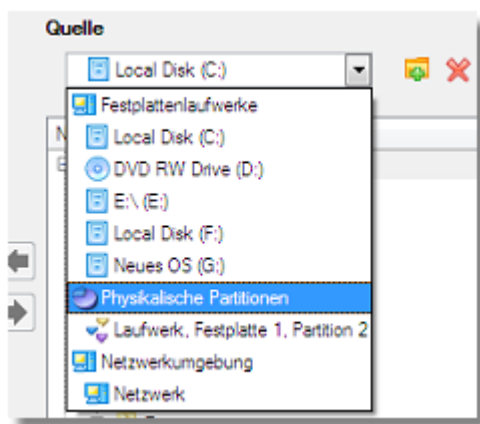 Quelle
Local Disk (C:)
Festplattenlaufwerke
Local Disk (C:)
DVD RW Drive (D:)
E:\ (E:)
Local Disk (F:)
Neues OS (G:)
Physikalische Partitionen
Laufwerk, Festplatte 1, Partition 2
Netzwerkumgebung
Netzwerk